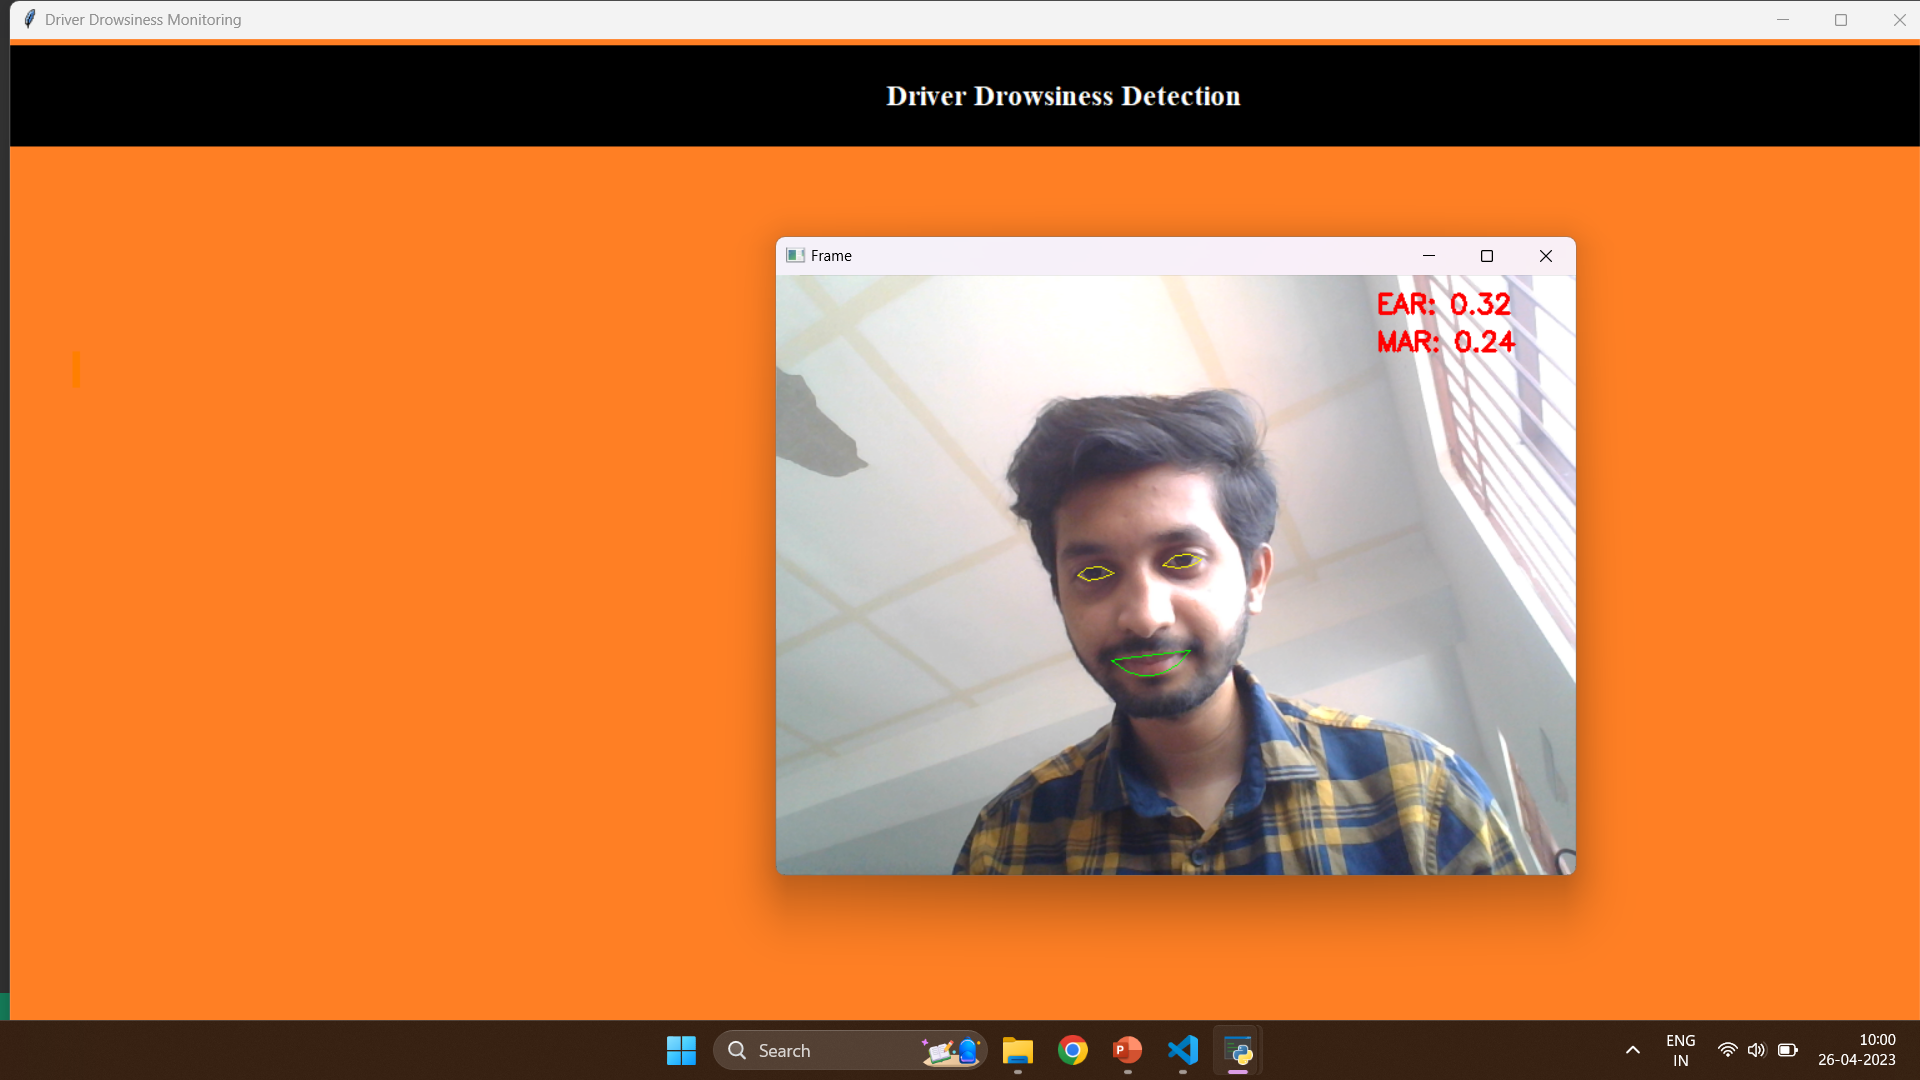 Driver Drowsiness Monitoring
Driver Drowsiness Detection
Frame
EAR: 0.32
MAR: 0.24
Search
P
ENG
IN
10:00
26-04-2023